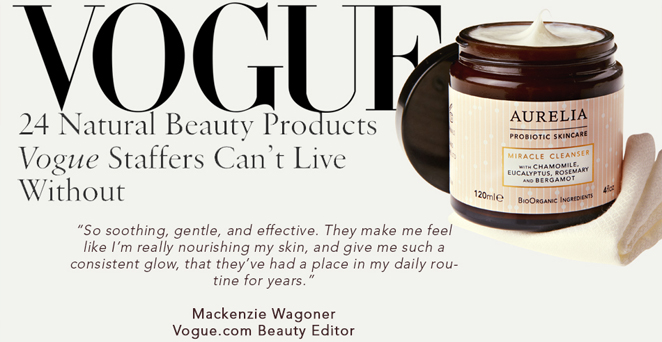 VOGUE
24 Natural Beauty Products
Vogue Staffers Can’t Live
Without
“So soothing, gentle, and effective. They make me feel
like I’m really nourishing my skin, and give me such a
consistent glow, that they’ve had a place in my daily rou-
tine for years.”
Mackenzie Wagoner
Vogue.com Beauty Editor
AURELIA
PROBIOTIC SKINCARE
MIRACLE CLEANSER
WITH CHAMOMILE,
EUCALYPTUS, ROSEMARY
AND BERGAMOT
120ml℮ BIOORGANIC INGREDIENTS